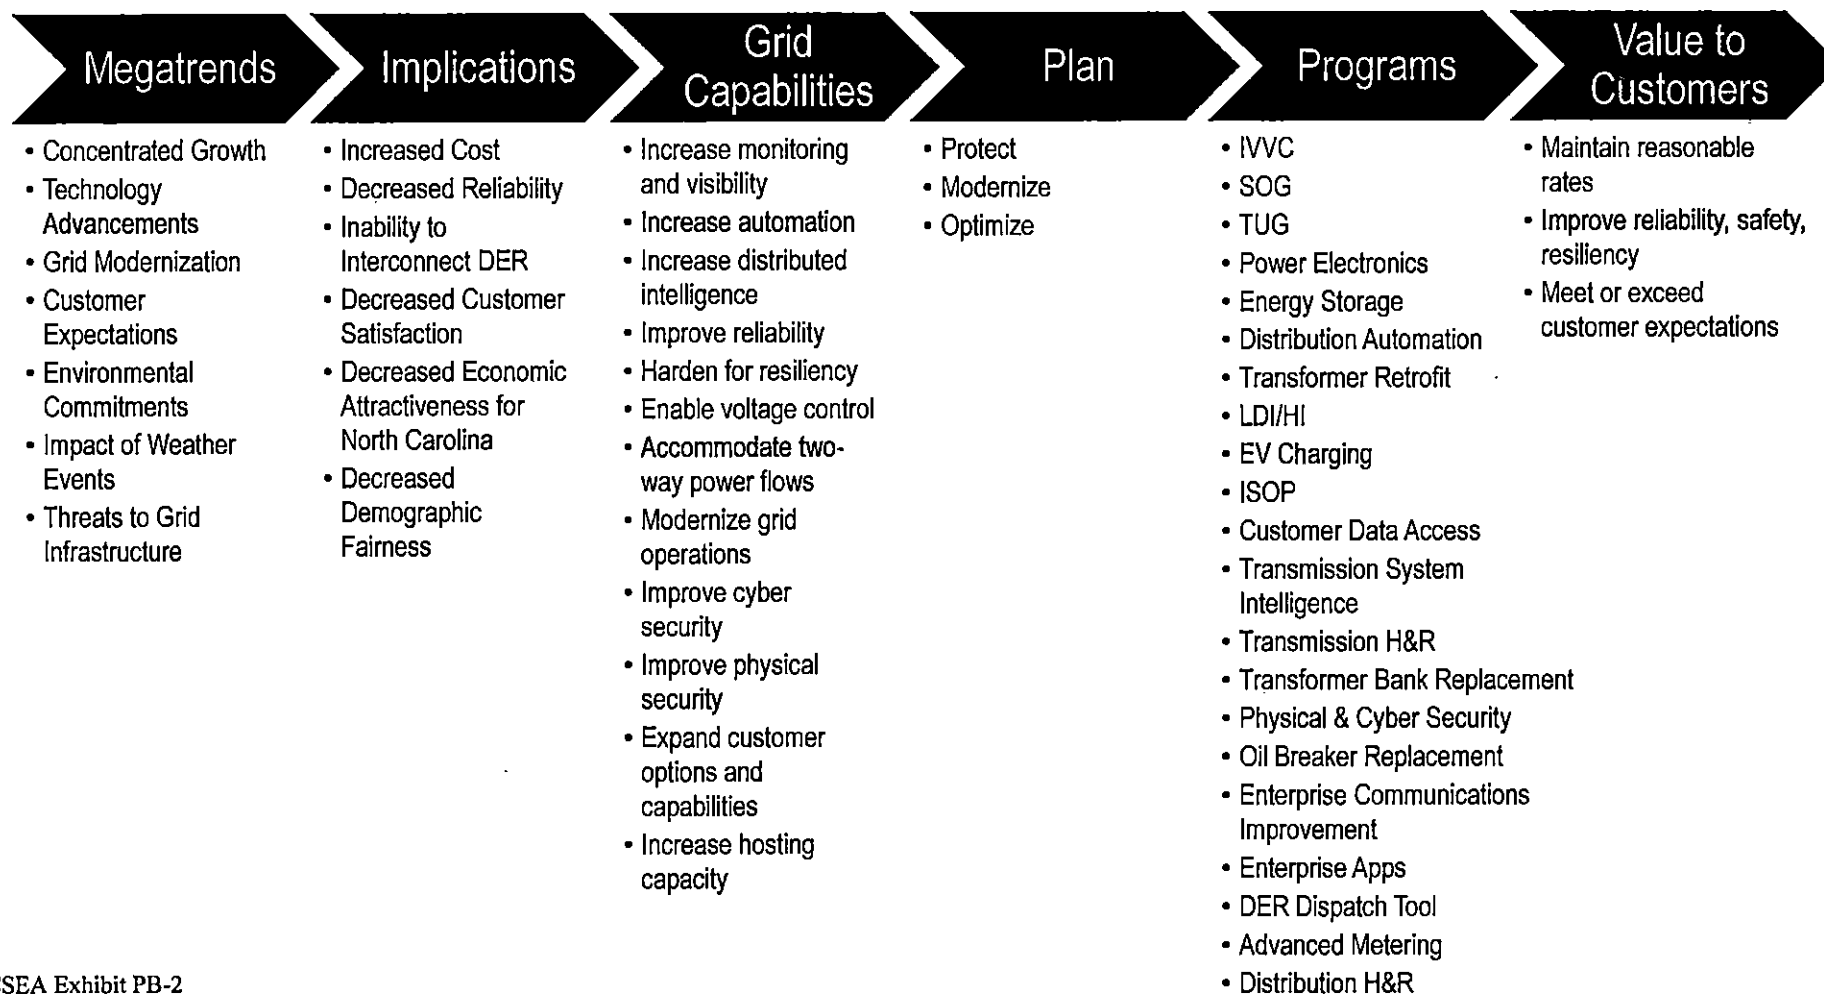 Megatrends
• Concentrated Growth
• Technology
Advancements
• Grid Modernization
• Customer
Expectations
• Environmental
Commitments
• Impact of Weather
Events
• Threats to Grid
Infrastructure
Implications
• Increased Cost
• Decreased Reliability
• Inability to
Interconnect DER
• Decreased Customer
Satisfaction
• Decreased Economic
Attractiveness for
North Carolina
• Decreased
Demographic
Fairness
Grid
Capabilities
• Increase monitoring
and visibility
• Increase automation
• Increase distributed
intelligence
• Improve reliability
• Harden for resiliency
• Enable voltage control
• Accommodate two-
way power flows
• Modernize grid
operations
• Improve cyber
security
• Improve physical
security
• Expand customer
options and
capabilities
• Increase hosting
capacity
Plan
• Protect
• Modernize
• Optimize
Programs
• IVVC
• SOG
• TUG
• Power Electronics
• Energy Storage
• Distribution Automation
• Transformer Retrofit
• LDI/HI
• EV Charging
• ISOP
• Customer Data Access
• Transmission System
Intelligence
• Transmission H&R
• Transformer Bank Replacement
• Physical & Cyber Security
• Oil Breaker Replacement
• Enterprise Communications
Improvement
• Enterprise Apps
• DER Dispatch Tool
• Advanced Metering
• Distribution H&R
Value to
Customers
• Maintain reasonable
rates
• Improve reliability, safety,
resiliency
• Meet or exceed
customer expectations
SEA Exhibit PB-2